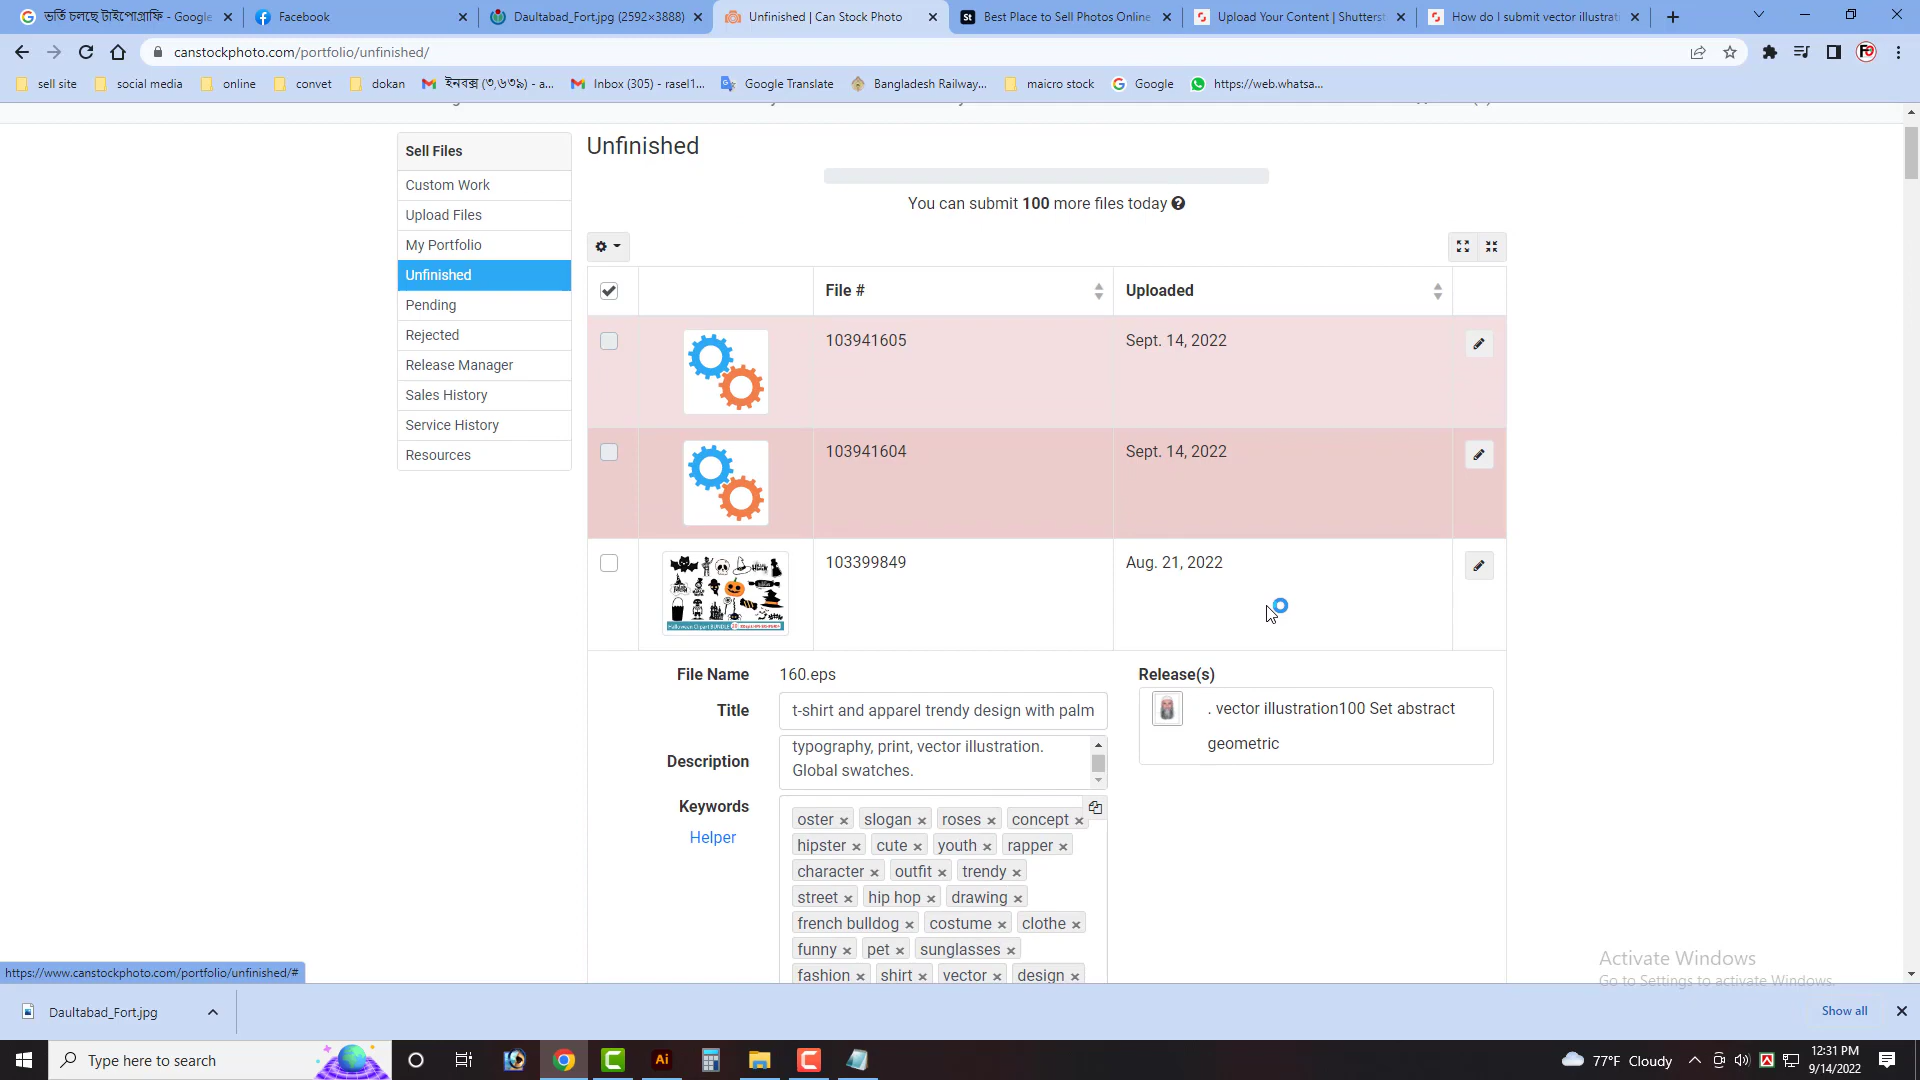 ভর্তি চলছে টাইপোগ্রাফি - Google
Facebook
Daultabad_Fort.jpg (2592×3888)
Unfinished | Can Stock Photo
Best Place to Sell Photos Online
Upload Your Content | Shutterst
How do I submit vector illustrati
canstockphoto.com/portfolio/unfinished/
sell site
social media
online
convet
dokan
ইনবক্স (৩,৬৩৯) - a...
Inbox (305) - rasel1...
Google Translate
Bangladesh Railway...
maicro stock
Google
https://web.whatsa...
Sell Files
Custom Work
Upload Files
My Portfolio
Unfinished
Pending
Rejected
Release Manager
Sales History
Service History
Resources
Unfinished
You can submit 100 more files today
File #
Uploaded
103941605
Sept. 14, 2022
103941604
Sept. 14, 2022
103399849
Aug. 21, 2022
File Name
160.eps
Title
t-shirt and apparel trendy design with palm
Description
typography, print, vector illustration.
Global swatches.
Keywords
Helper
oster × slogan × roses × concept ×
hipster × cute × youth × rapper ×
character × outfit × trendy ×
street × hip hop × drawing ×
french bulldog × costume × clothe ×
funny × pet × sunglasses ×
fashion × shirt × vector × design ×
Release(s)
. vector illustration100 Set abstract
geometric
Activate Windows
Go to Settings to activate Windows.
https://www.canstockphoto.com/portfolio/unfinished/#
Daultabad_Fort.jpg
Show all
Type here to search
Ai
77°F Cloudy
12:31 PM
9/14/2022